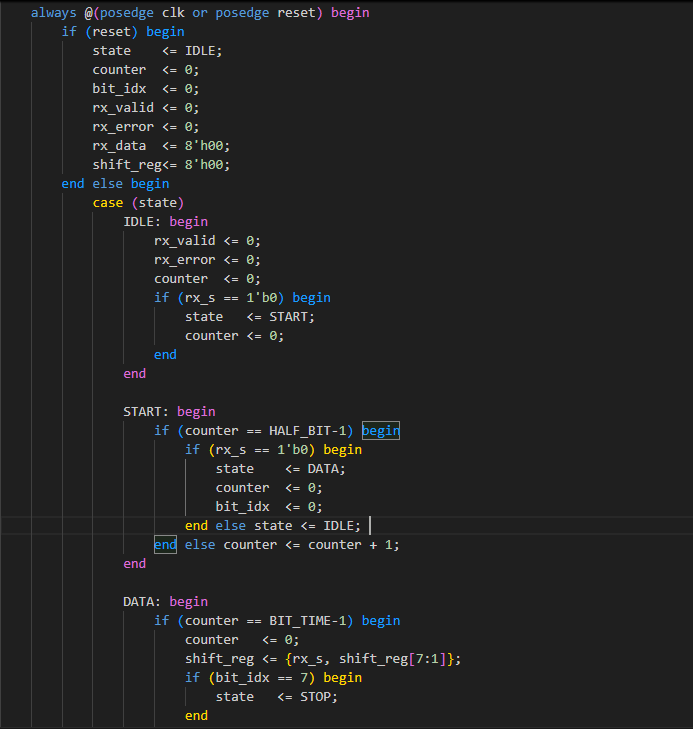 always @(posedge clk or posedge reset) begin
    if (reset) begin
        state    <= IDLE;
        counter  <= 0;
        bit_idx  <= 0;
        rx_valid <= 0;
        rx_error <= 0;
        rx_data  <= 8'h00;
        shift_reg<= 8'h00;
    end else begin
        case (state)
            IDLE: begin
                rx_valid <= 0;
                rx_error <= 0;
                counter  <= 0;
                if (rx_s == 1'b0) begin
                    state   <= START;
                    counter <= 0;
                end
            end

            START: begin
                if (counter == HALF_BIT-1) begin
                    if (rx_s == 1'b0) begin
                        state    <= DATA;
                        counter  <= 0;
                        bit_idx  <= 0;
                    end else state <= IDLE;
                end else counter <= counter + 1;
            end

            DATA: begin
                if (counter == BIT_TIME-1) begin
                    counter   <= 0;
                    shift_reg <= {rx_s, shift_reg[7:1]};
                    if (bit_idx == 7) begin
                        state   <= STOP;
                    end